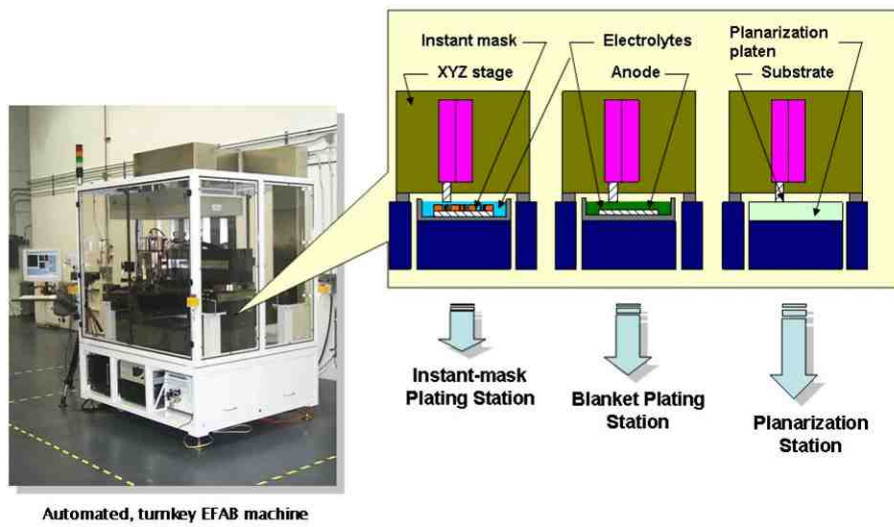 Instant mask
Electrolytes
Planarization
platen
XYZ stage
Anode
Substrate
Instant-mask
Plating Station
Blanket Plating
Station
Planarization
Station
Automated, turnkey EFAB machine